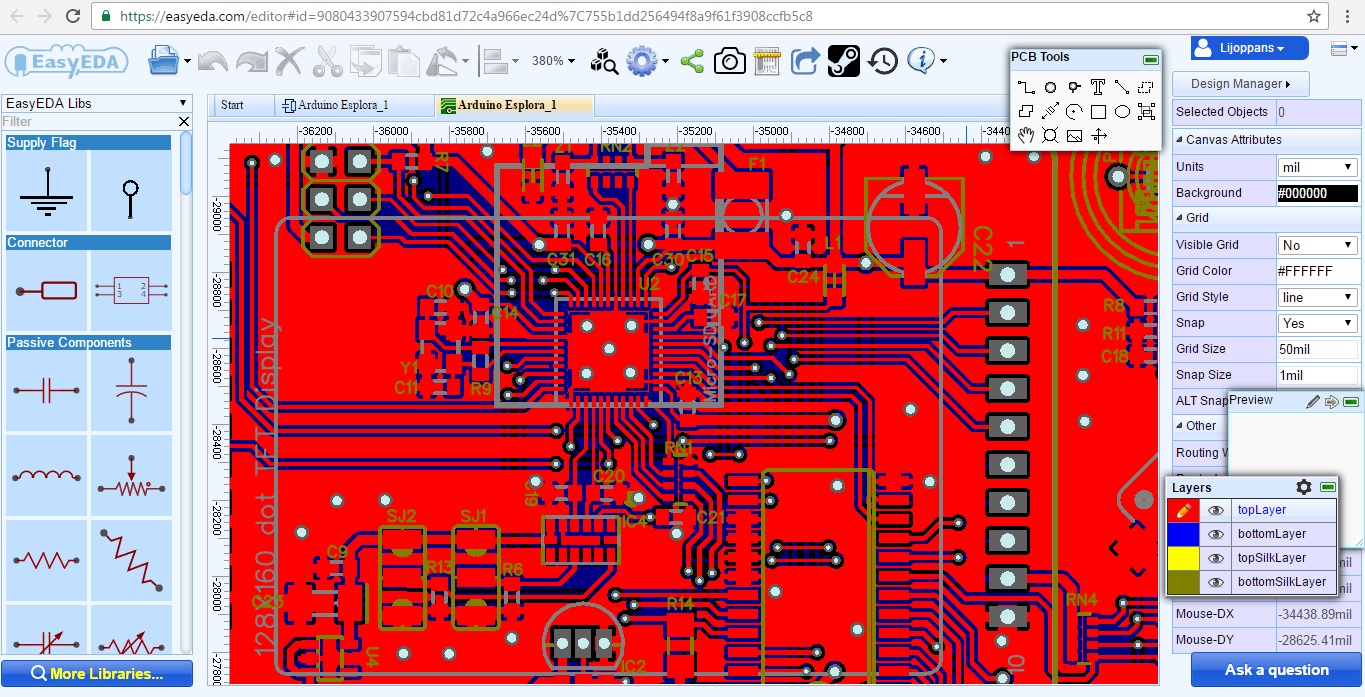 https://easyeda.com/editor#id=9080433907594cbd81d72c4a966ec24d%7C755b1dd256494f8a9f61f3908ccfb5c8
EasyEDA
380%
PCB Tools
Lijoppans
Design Manager
EasyEDA Libs
Start
Arduino Esplora_1
Arduino Esplora_1
Selected Objects 0
Filter
-36200 -36000 -35800 -35600 -35400 -35200 -35000 -34800 -34600 -3440
Canvas Attributes
Supply Flag
Units mil
Background #000000
Grid
Connector
1 2
3 4
Visible Grid No
Grid Color #FFFFFF
Grid Style line
Snap Yes
Grid Size 50mil
Snap Size 1mil
ALT Snap
Other
Routing W
Passive Components
-29000
-28800
-28600
-28400
-28200
-28000
-27800
R7
Z1
RN2
F1
C31
C16
C30
C15
U2
C17
L1
C24
C22
1
C10
C14
Y1
C11
R9
C13
Micro-SD CARD
R8
R11
C18
128x160 dot TFT Display
RN1
C20
C19
IC4
C21
SJ2
SJ1
C9
R13
R6
R14
U4
IC2
RN4
10
Preview
Layers
topLayer
bottomLayer
topSilkLayer
bottomSilkLayer
mil
mil
Mouse-DX -34438.89mil
Mouse-DY -28625.41mil
More Libraries...
Ask a question